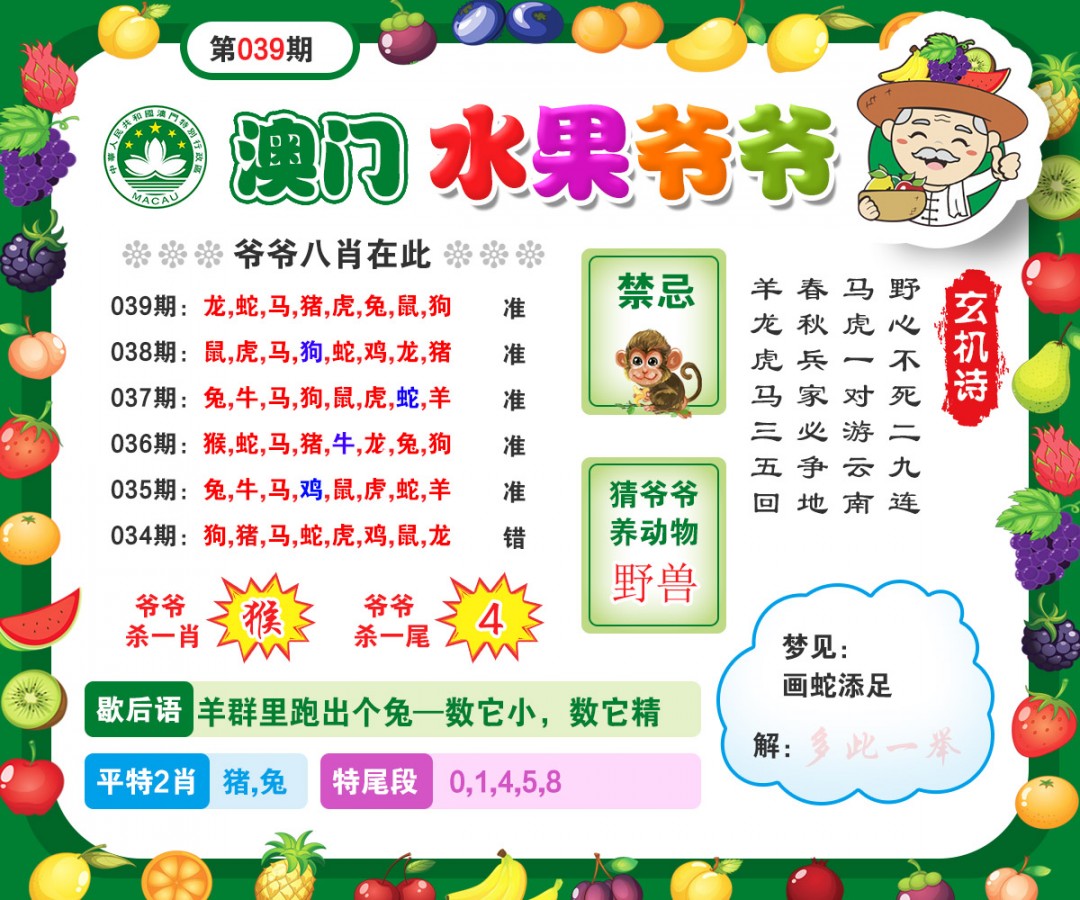 第039期
中華人民共和國澳門特別行政區
MACAU
澳门 水果爷爷
爷爷八肖在此
039期： 龙,蛇,马,猪,虎,兔,鼠,狗 准
038期： 鼠,虎,马,狗,蛇,鸡,龙,猪 准
037期： 兔,牛,马,狗,鼠,虎,蛇,羊 准
036期： 猴,蛇,马,猪,牛,龙,兔,狗 准
035期： 兔,牛,马,鸡,鼠,虎,蛇,羊 准
034期： 狗,猪,马,蛇,虎,鸡,鼠,龙 错
爷爷
杀一肖
猴
爷爷
杀一尾
4
禁忌
猜爷爷
养动物
野兽
玄机诗
野心不死二九连
马虎一对游云南
春秋兵家必争地
羊龙虎马三五回
歇后语 羊群里跑出个兔—数它小，数它精
平特2肖 猪,兔
特尾段 0,1,4,5,8
梦见：
画蛇添足
解：多此一举